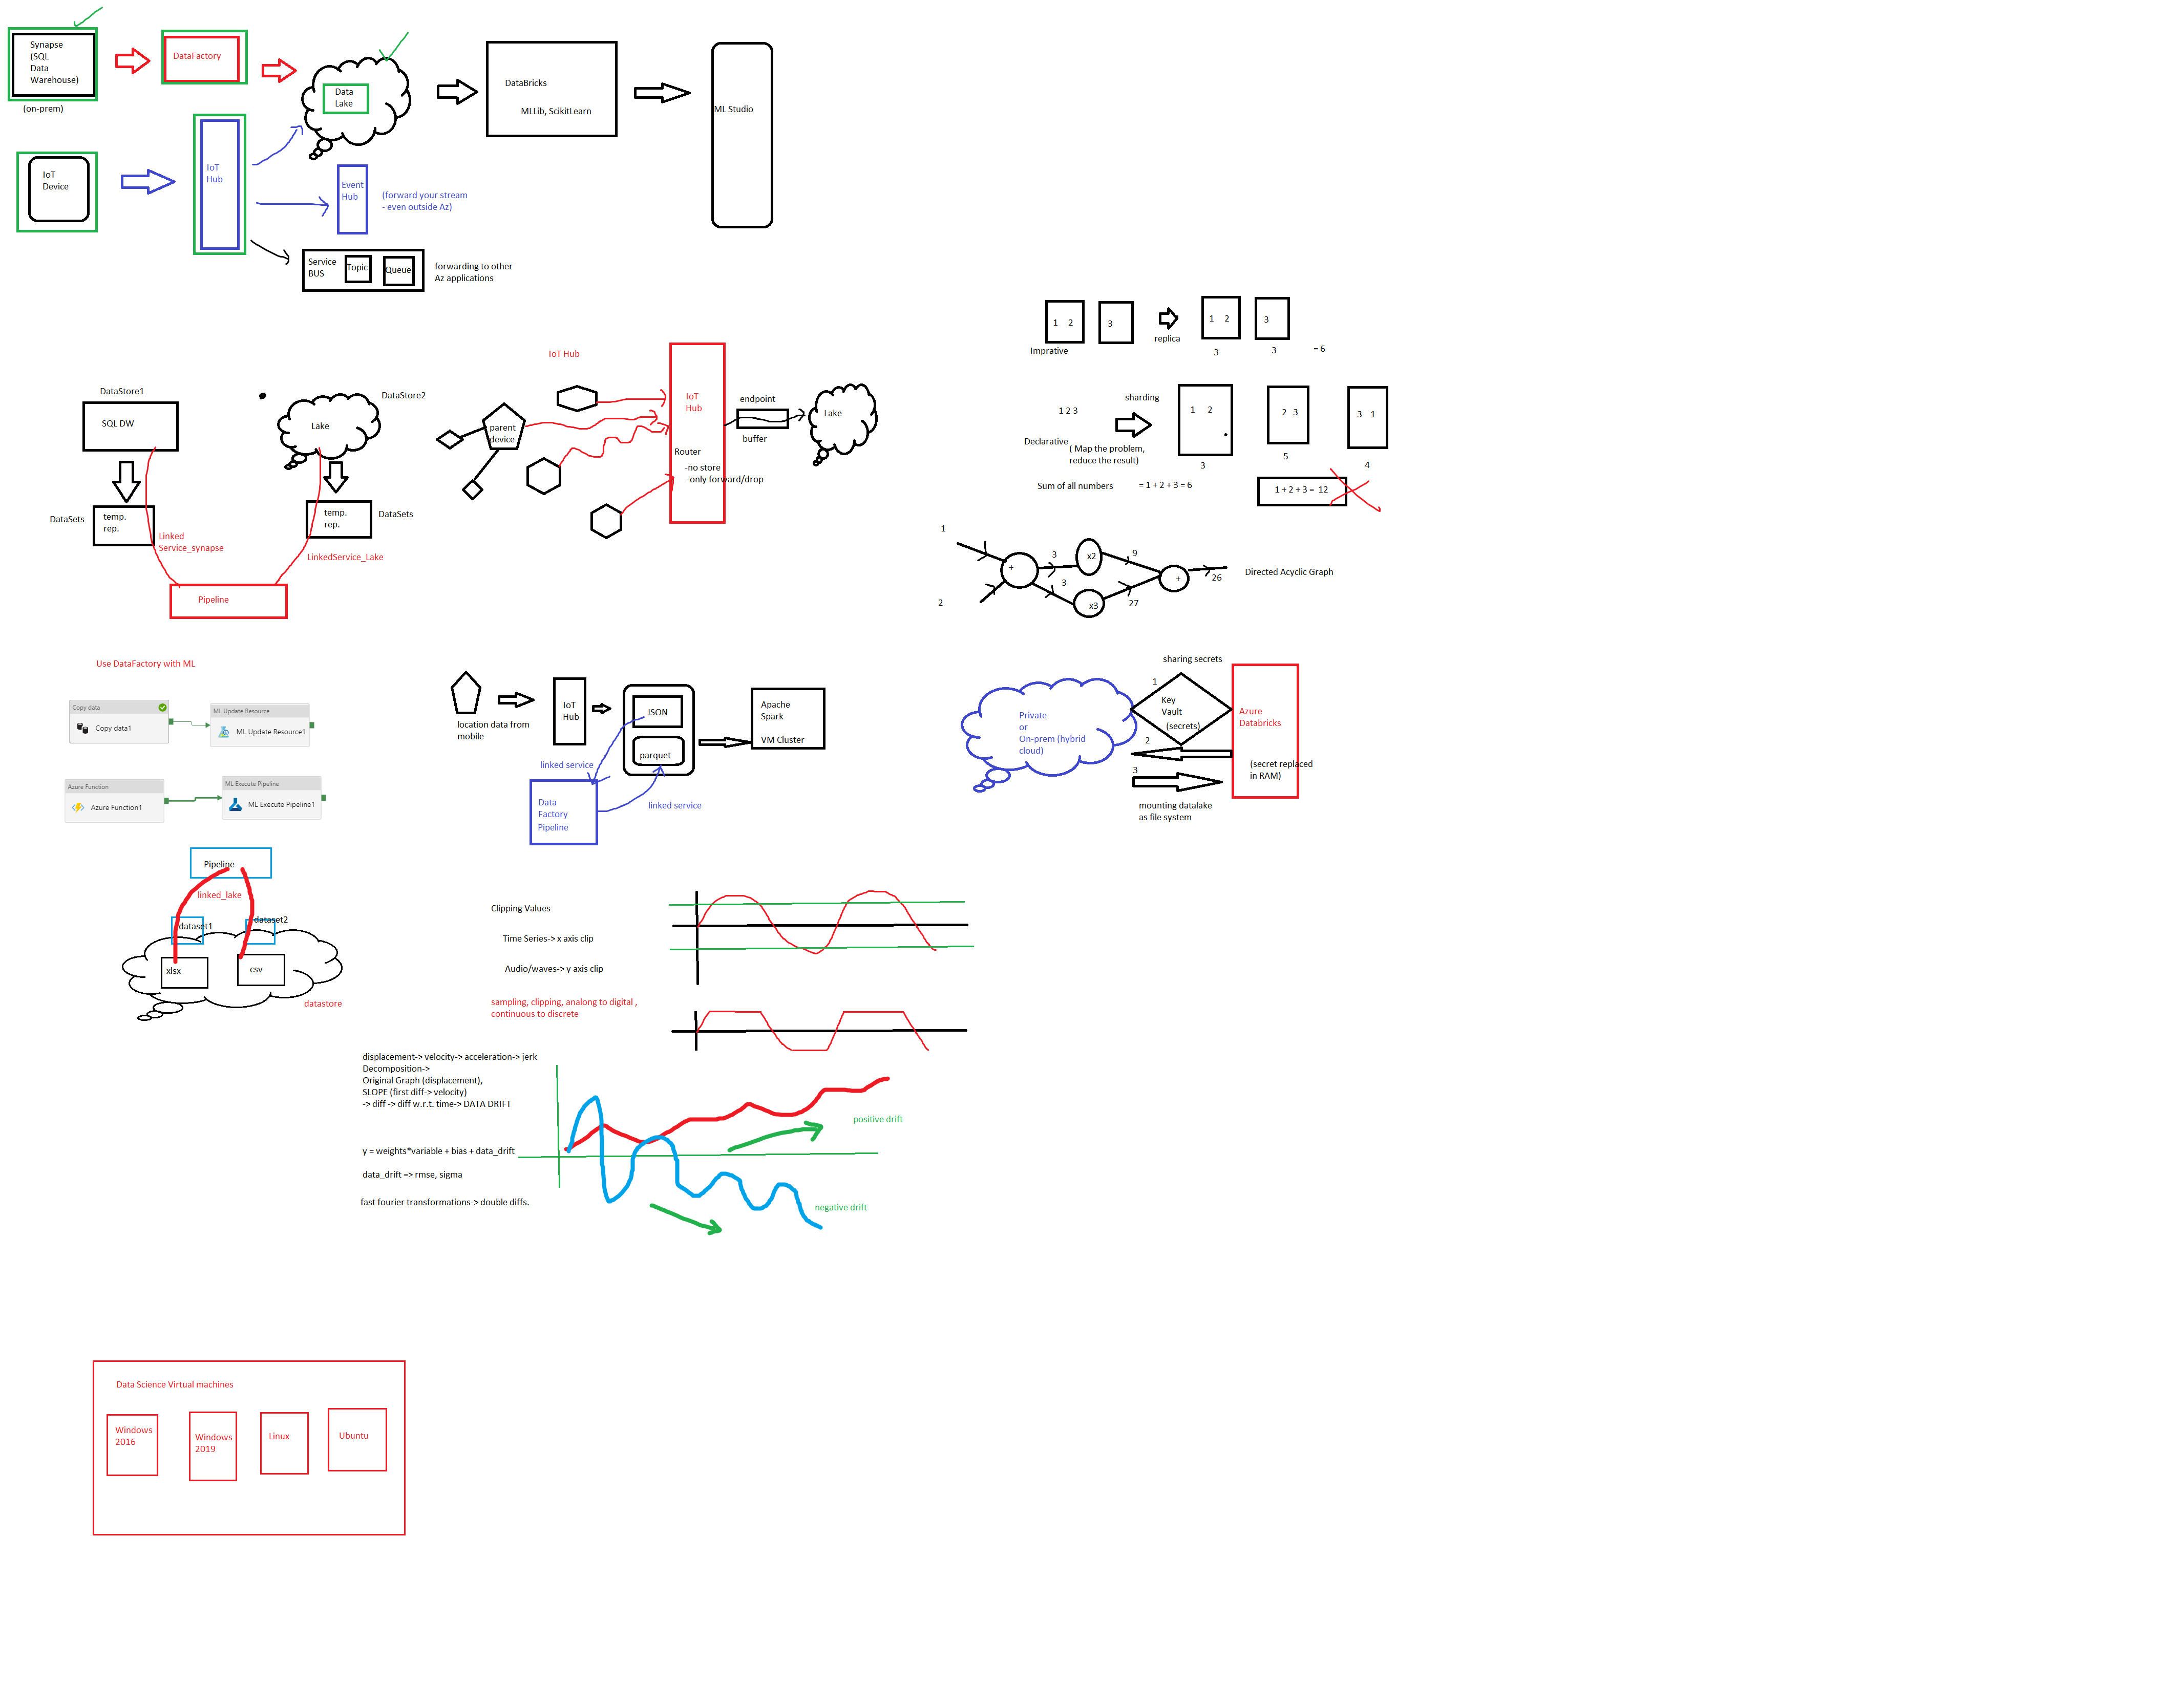 Synapse
(SQL
Data
Warehouse)
(on-prem)
DataFactory
Data
Lake
DataBricks
MLLib, ScikitLearn
ML Studio
IoT
Device
IoT
Hub
Event
Hub
(forward your stream
- even outside Az)
Service
BUS
Topic
Queue
forwarding to other
Az applications
1 2
3
Imprative
replica
1 2
3
3
3
= 6
DataStore1
SQL DW
DataSets
temp.
rep.
Linked
Service_synapse
Lake
DataStore2
temp.
rep.
DataSets
LinkedService_Lake
Pipeline
IoT Hub
parent
device
IoT
Hub
Router
-no store
- only forward/drop
endpoint
buffer
Lake
1 2 3
sharding
Declarative
( Map the problem,
reduce the result)
1 2
3
2 3
5
3 1
4
Sum of all numbers
= 1 + 2 + 3 = 6
1 + 2 + 3 = 12
1
2
+
3
3
x2
x3
9
27
+
26
Directed Acyclic Graph
Use DataFactory with ML
Copy data
Copy data1
ML Update Resource
ML Update Resource1
Azure Function
Azure Function1
ML Execute Pipeline
ML Execute Pipeline1
location data from
mobile
IoT
Hub
JSON
parquet
Apache
Spark
VM Cluster
linked service
Data
Factory
Pipeline
linked service
sharing secrets
Private
or
On-prem (hybrid
cloud)
1
Key
Vault
(secrets)
2
Azure
Databricks
(secret replaced
in RAM)
3
mounting datalake
as file system
Pipeline
linked_lake
dataset1
dataset2
xlsx
csv
datastore
Clipping Values
Time Series-> x axis clip
Audio/waves-> y axis clip
sampling, clipping, analong to digital ,
continuous to discrete
displacement-> velocity-> acceleration-> jerk
Decomposition->
Original Graph (displacement),
SLOPE (first diff-> velocity)
-> diff -> diff w.r.t. time-> DATA DRIFT
y = weights*variable + bias + data_drift
data_drift => rmse, sigma
fast fourier transformations-> double diffs.
positive drift
negative drift
Data Science Virtual machines
Windows
2016
Windows
2019
Linux
Ubuntu